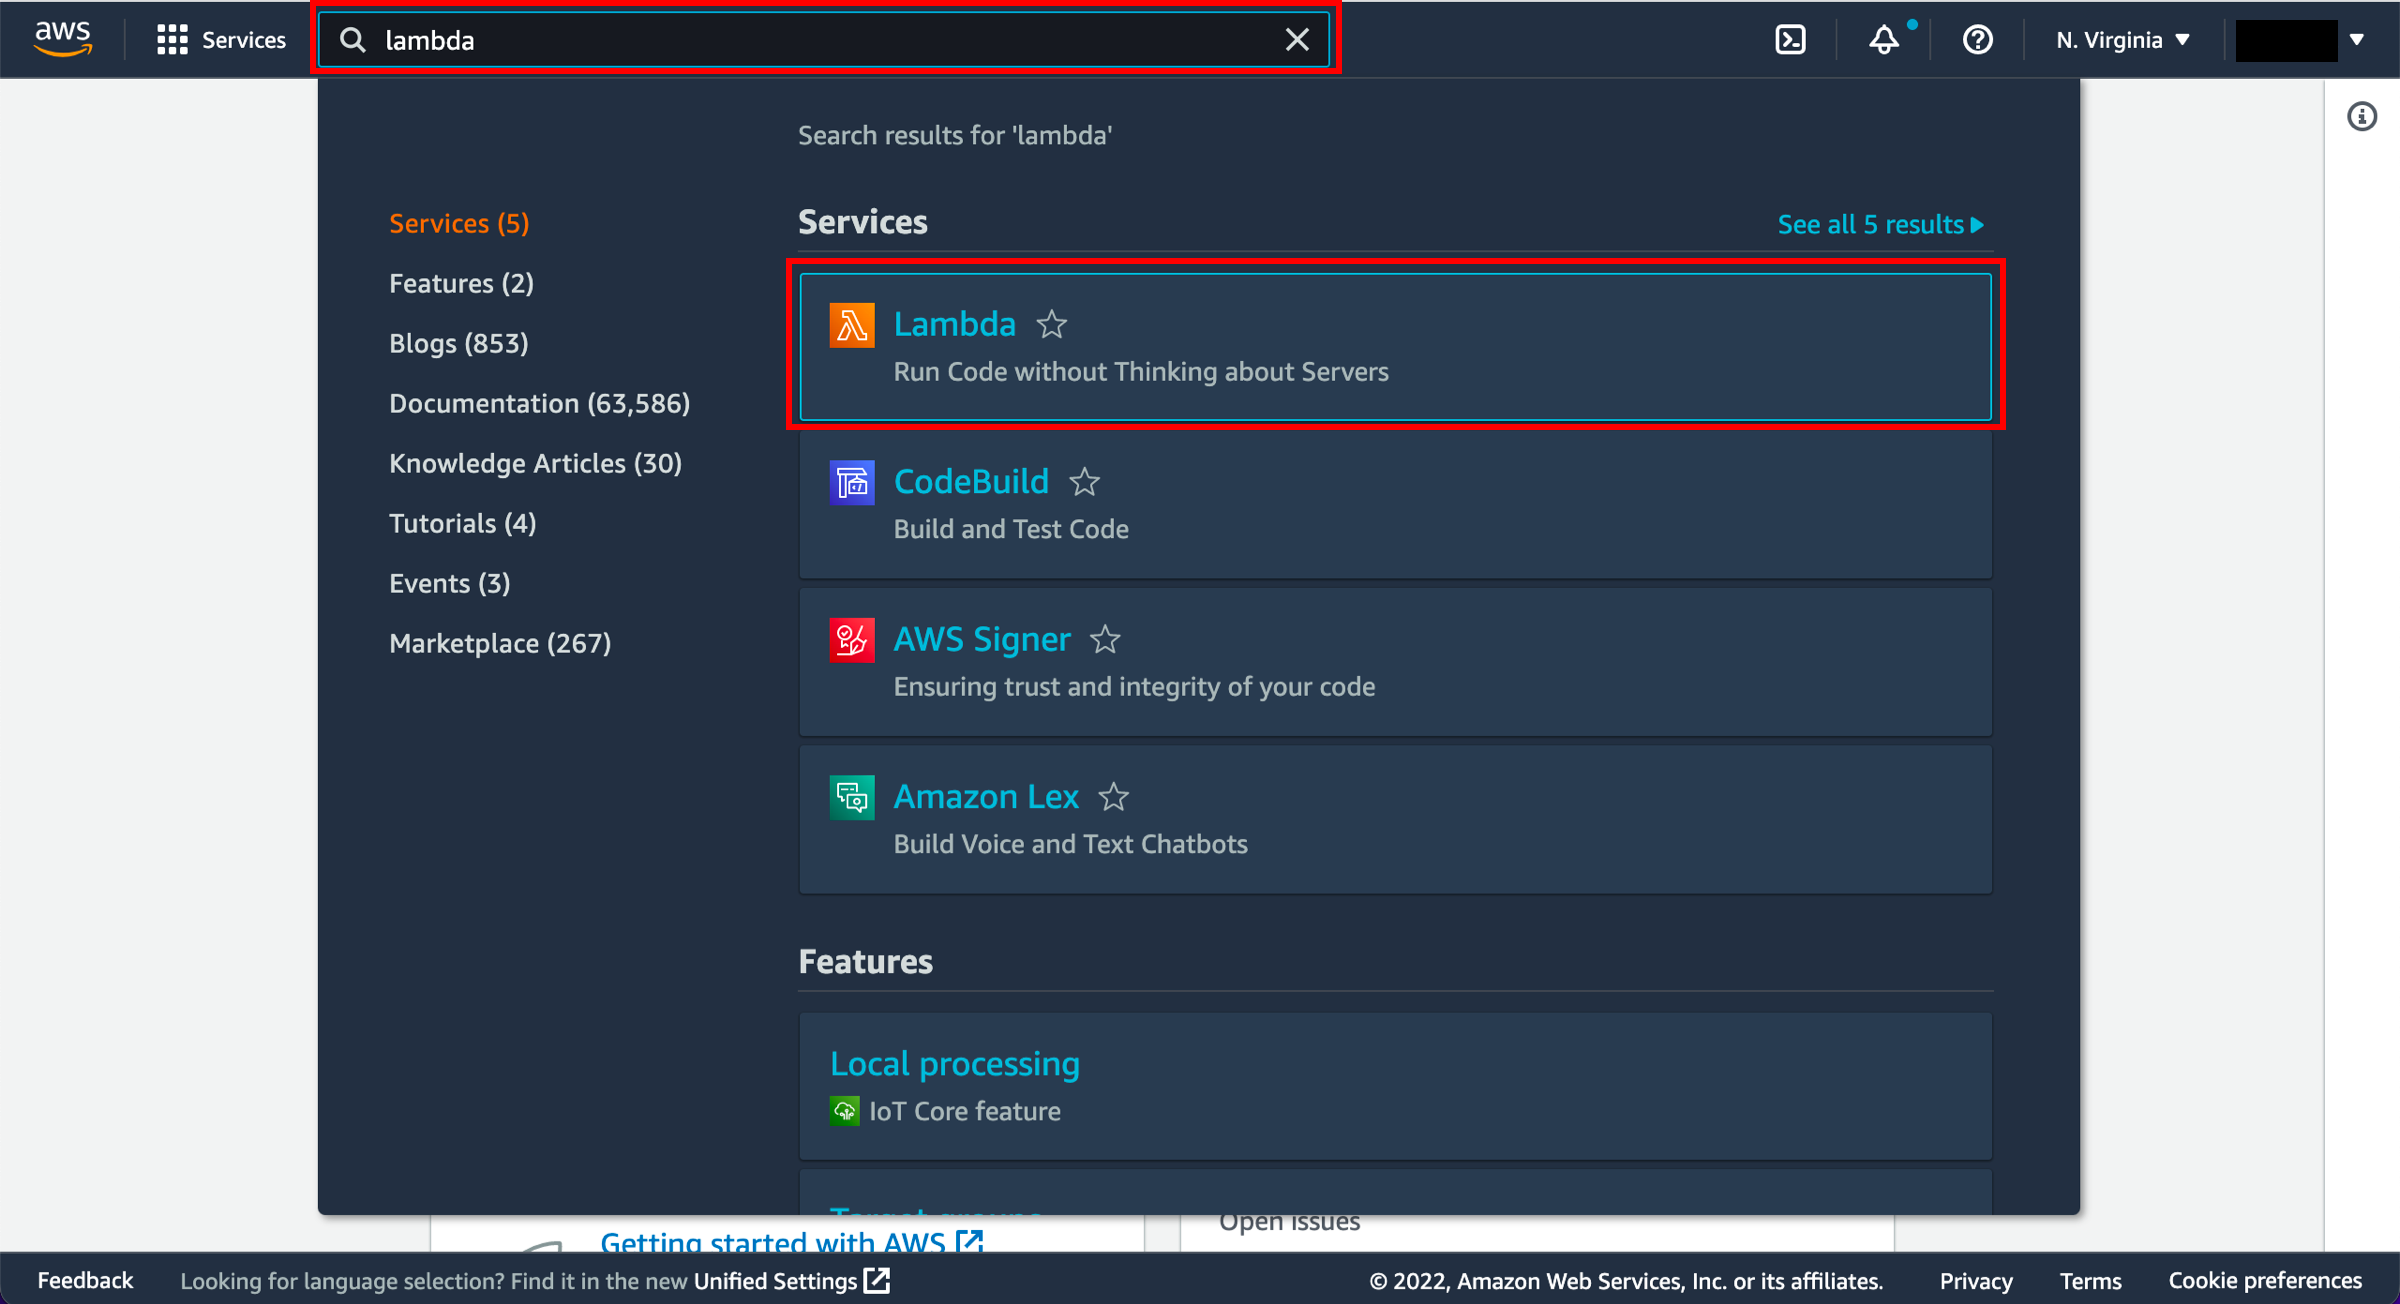 aws
Services
lambda
N. Virginia
Search results for 'lambda'
Services (5)
Features (2)
Blogs (853)
Documentation (63,586)
Knowledge Articles (30)
Tutorials (4)
Events (3)
Marketplace (267)
Services
See all 5 results
Lambda
Run Code without Thinking about Servers
CodeBuild
Build and Test Code
AWS Signer
Ensuring trust and integrity of your code
Amazon Lex
Build Voice and Text Chatbots
Features
Local processing
IoT Core feature
Target groups
Getting started with AWS
Open issues
Feedback
Looking for language selection? Find it in the new Unified Settings
© 2022, Amazon Web Services, Inc. or its affiliates.
Privacy
Terms
Cookie preferences